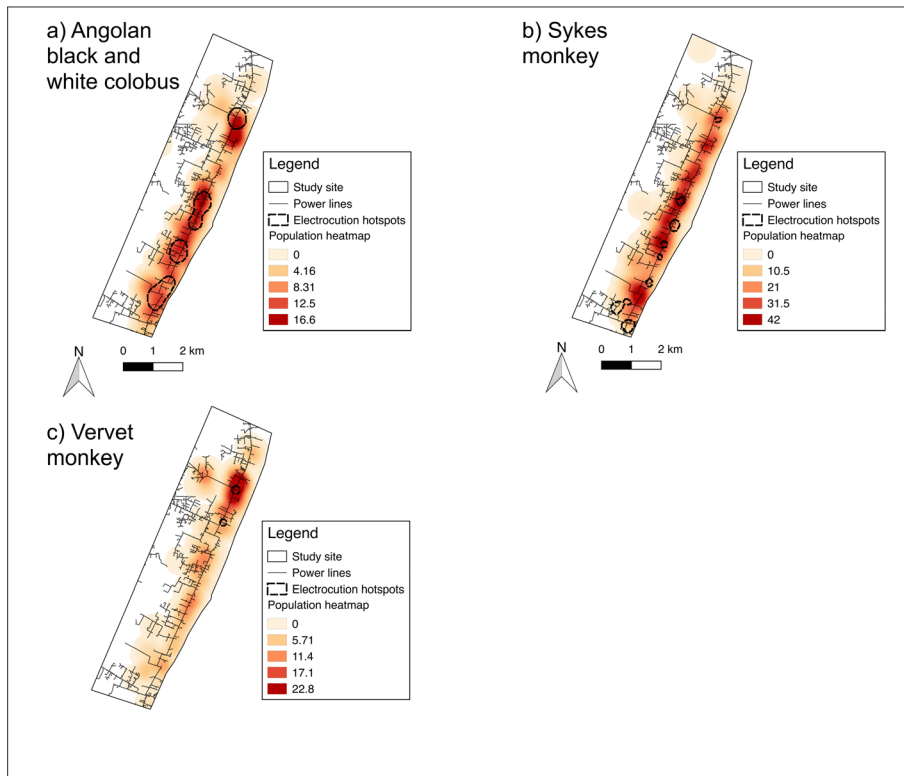 a) Angolan
black and
white colobus
Legend
Study site
Power lines
Electrocution hotspots
Population heatmap
0
4.16
8.31
12.5
16.6
N
0 1 2 km
b) Sykes
monkey
Legend
Study site
Power lines
Electrocution hotspots
Population heatmap
0
10.5
21
31.5
42
N
0 1 2 km
c) Vervet
monkey
Legend
Study site
Power lines
Electrocution hotspots
Population heatmap
0
5.71
11.4
17.1
22.8